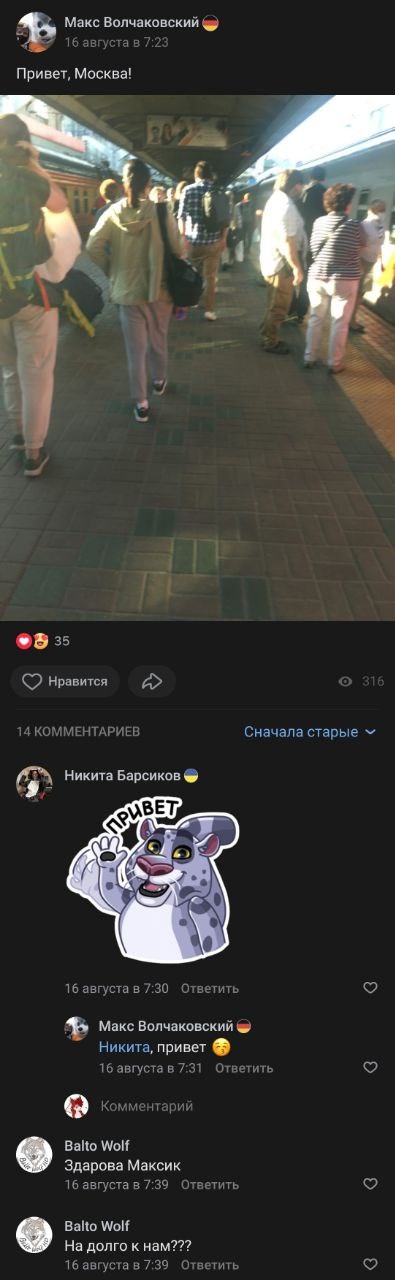 Макс Волчаковский
16 августа в 7:23
Привет, Москва!
35
Нравится
316
14 КОММЕНТАРИЕВ
Сначала старые
Никита Барсиков
ПРИВЕТ
16 августа в 7:30 Ответить
Макс Волчаковский
Никита, привет
16 августа в 7:31 Ответить
Комментарий
Balto Wolf
Здарова Максик
16 августа в 7:39 Ответить
Balto Wolf
На долго к нам???
16 августа в 7:39 Ответить